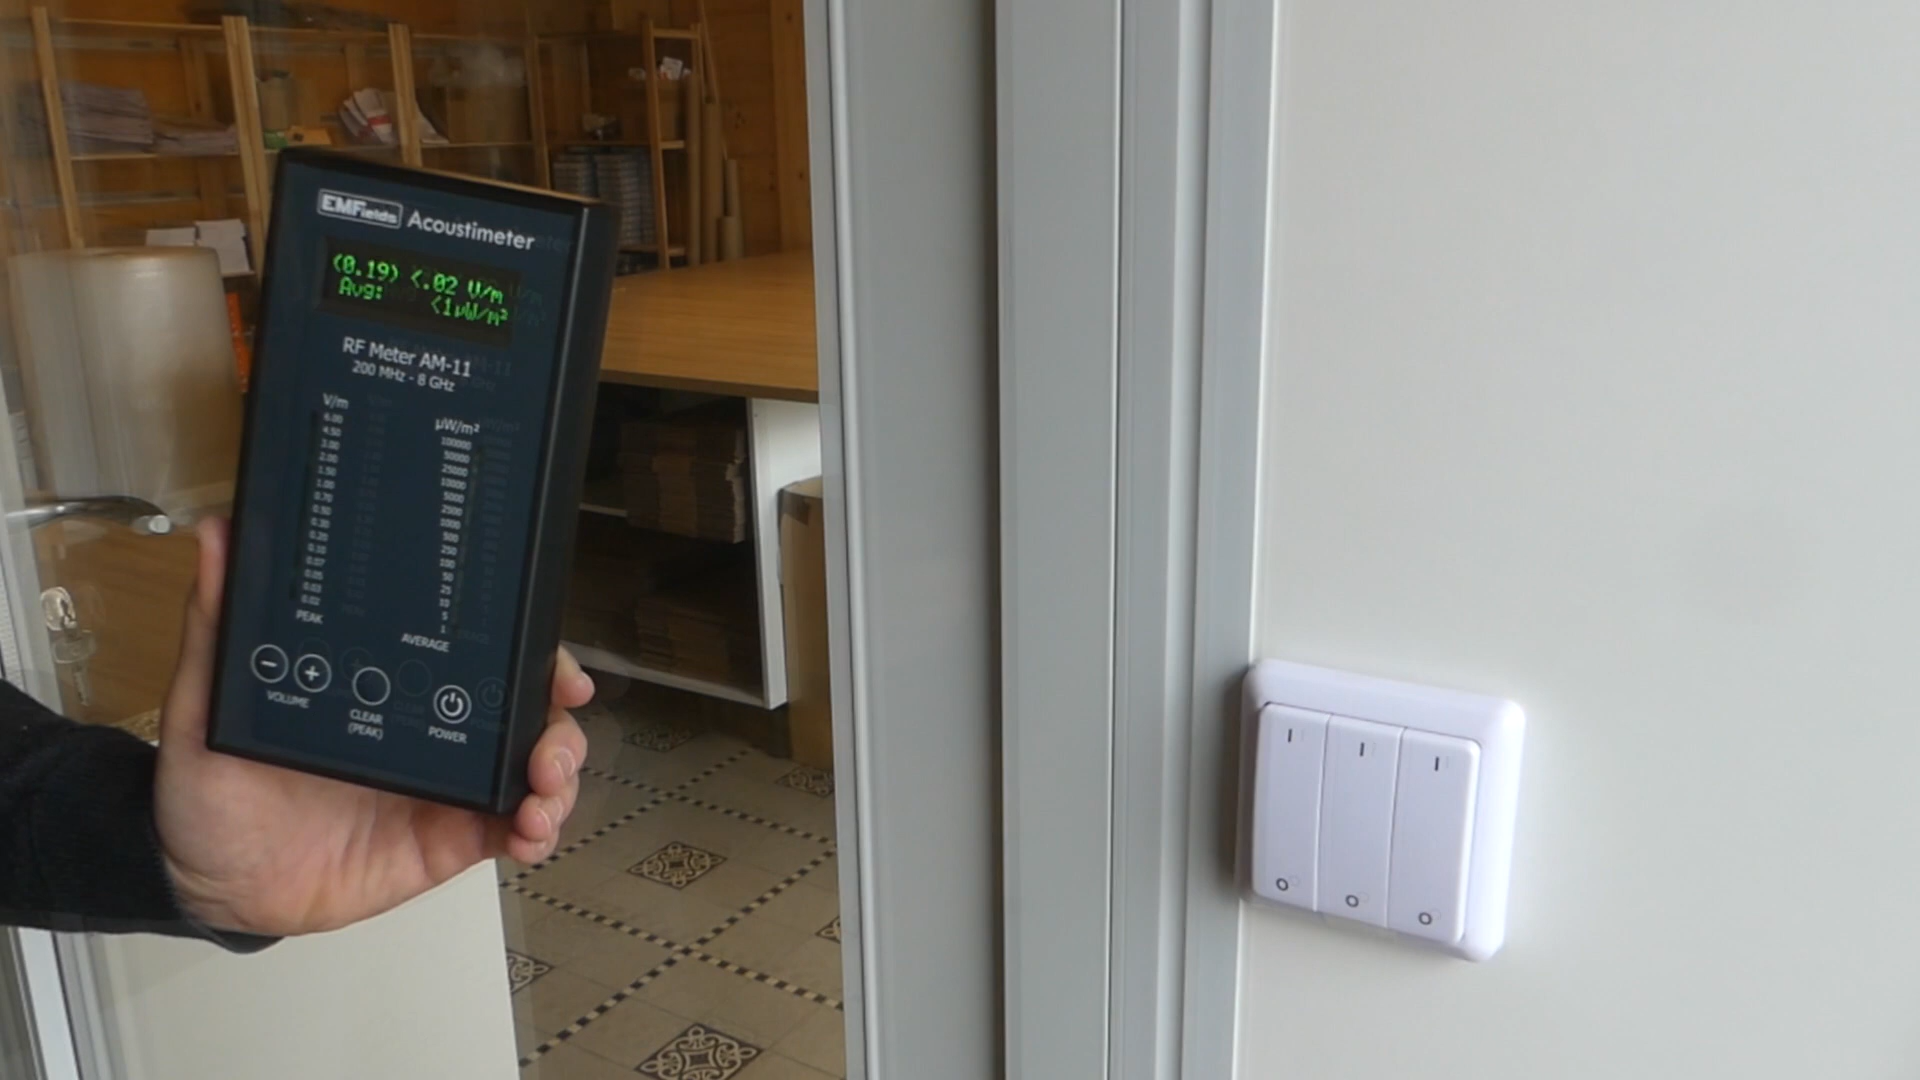 EMFields Acoustimeter
(0.19) <.02 V/m
Avg: <1µW/m²
RF Meter AM-11
200 MHz - 8 GHz
V/m
6.00
4.50
3.00
2.00
1.50
1.00
0.70
0.50
0.30
0.20
0.10
0.07
0.05
0.03
0.02
PEAK
µW/m²
100000
50000
25000
10000
5000
2500
1000
500
250
100
50
25
10
5
1
AVERAGE
− +
VOLUME
CLEAR
(PEAK)
POWER
I I I
O O O